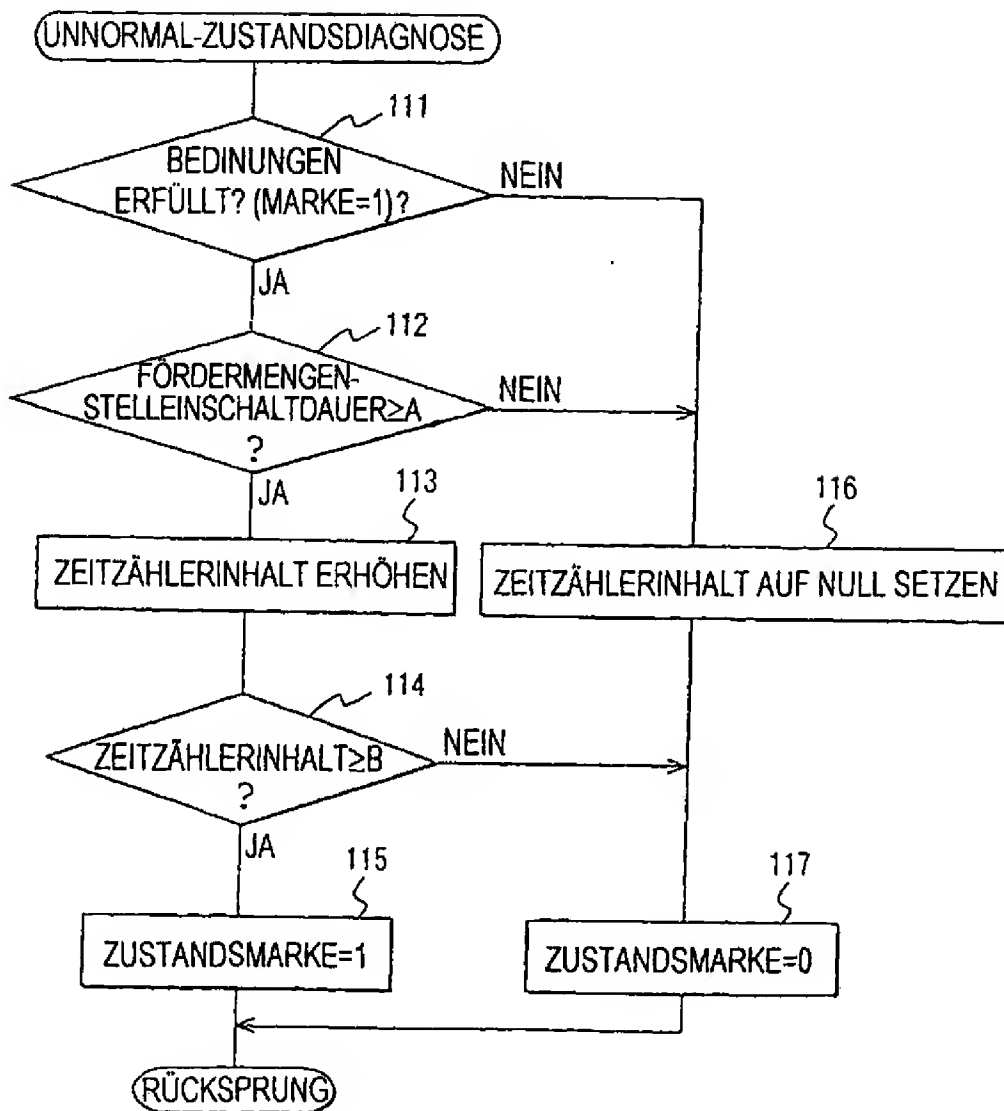 UNNORMAL-ZUSTANDSDIAGNOSE
111
BEDINUNGEN
ERFÜLLT? (MARKE=1)?
NEIN
JA
112
FÖRDERMENGEN-
STELLEINSCHALTDAUER≥A
?
NEIN
JA
113
ZEITZÄHLERINHALT ERHÖHEN
116
ZEITZÄHLERINHALT AUF NULL SETZEN
114
ZEITZÄHLERINHALT≥B
?
NEIN
JA
115
ZUSTANDSMARKE=1
117
ZUSTANDSMARKE=0
RÜCKSPRUNG